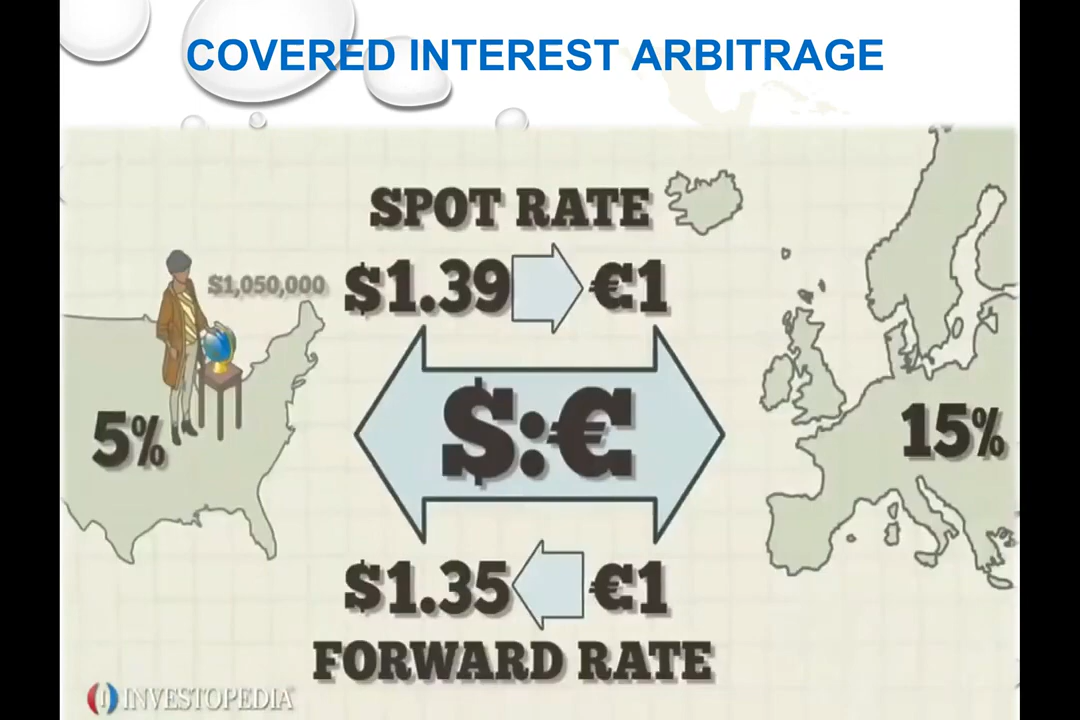 COVERED INTEREST ARBITRAGE
SPOT RATE
$1,050,000
$1.39 €1
5%
$:€
15%
$1.35 €1
FORWARD RATE
INVESTOPEDIA